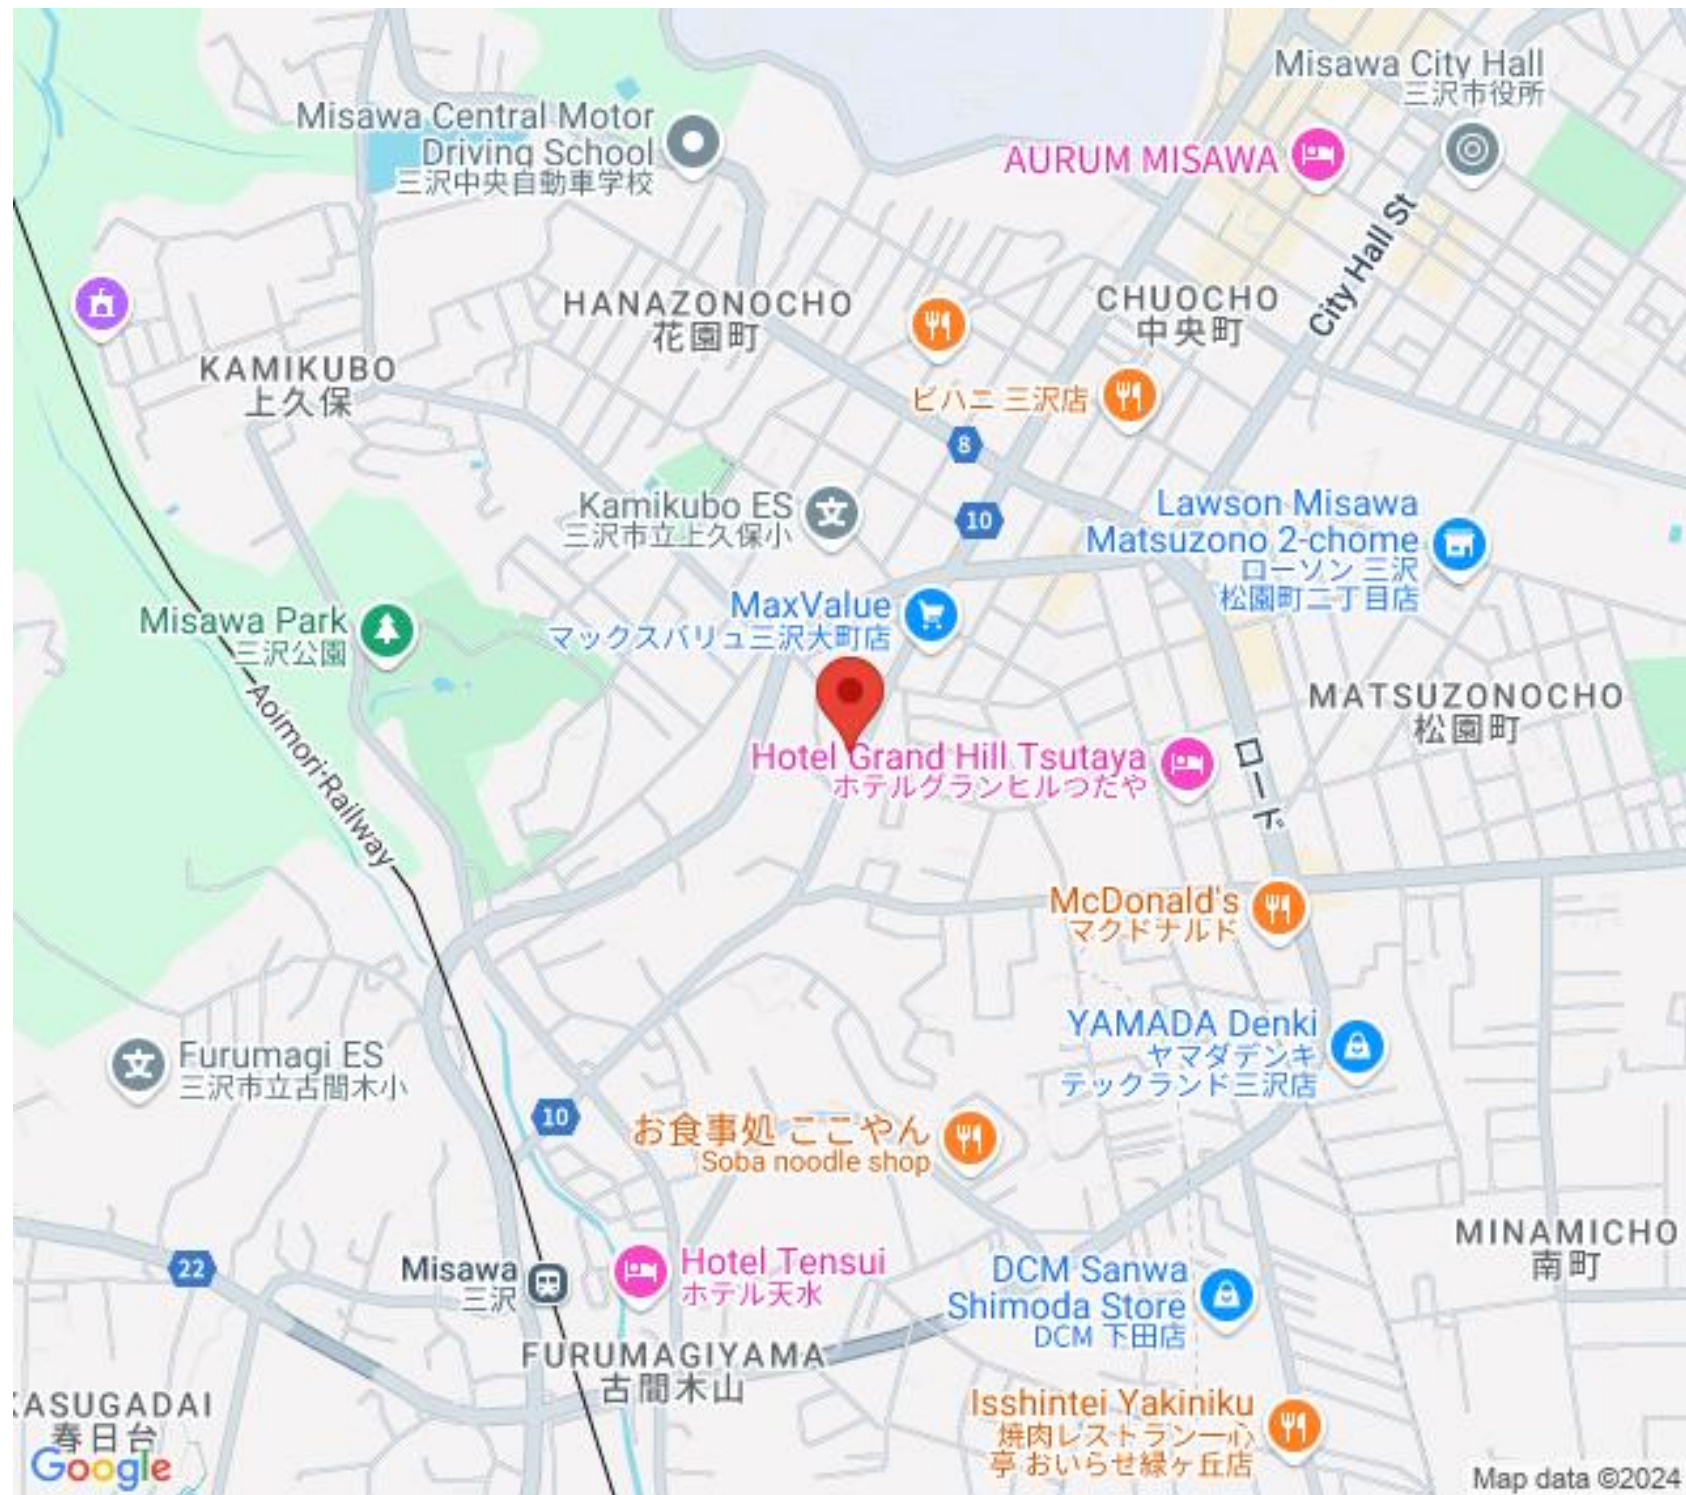 Misawa City Hall
三沢市役所
Misawa Central Motor
Driving School
三沢中央自動車学校
AURUM MISAWA
City Hall St
HANAZONOCHO
花園町
CHUOCHO
中央町
KAMIKUBO
上久保
ビハニ 三沢店
8
Kamikubo ES
三沢市立上久保小
10
Lawson Misawa
Matsuzono 2-chome
ローソン 三沢
松園町二丁目店
MaxValue
マックスバリュ三沢大町店
Misawa Park
三沢公園
Aoimori Railway
MATSUZONOCHO
松園町
Hotel Grand Hill Tsutaya
ホテルグランヒルつたや
McDonald's
マクドナルド
YAMADA Denki
ヤマダデンキ
テックランド三沢店
Furumagi ES
三沢市立古間木小
10
お食事処 ここやん
Soba noodle shop
22
Misawa
三沢
Hotel Tensui
ホテル天水
DCM Sanwa
Shimoda Store
DCM 下田店
MINAMICHO
南町
FURUMAGIYAMA
古間木山
KASUGADAI
春日台
Isshintei Yakiniku
焼肉レストラン一心
亭 おいらせ緑ヶ丘店
Google
Map data ©2024